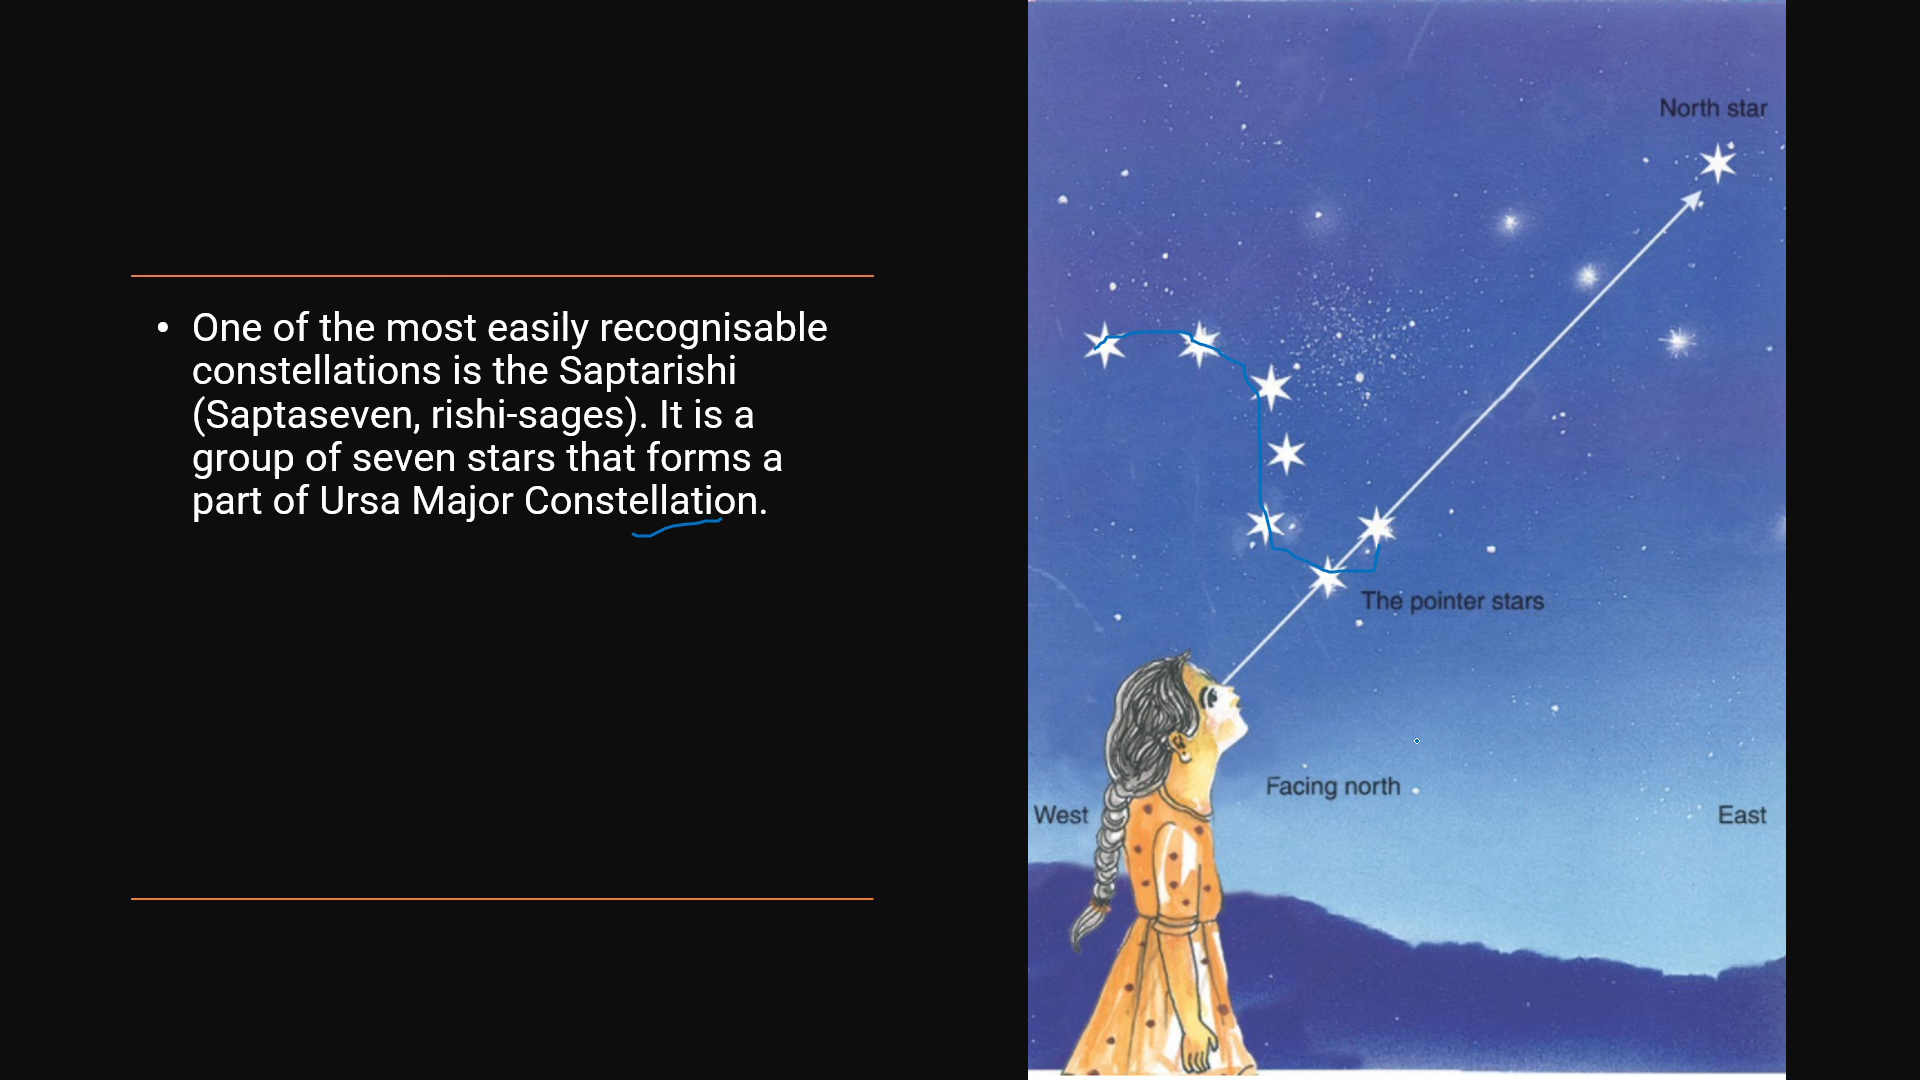 • One of the most easily recognisable
constellations is the Saptarishi
(Saptaseven, rishi-sages). It is a
group of seven stars that forms a
part of Ursa Major Constellation.
North star
The pointer stars
Facing north
West
East